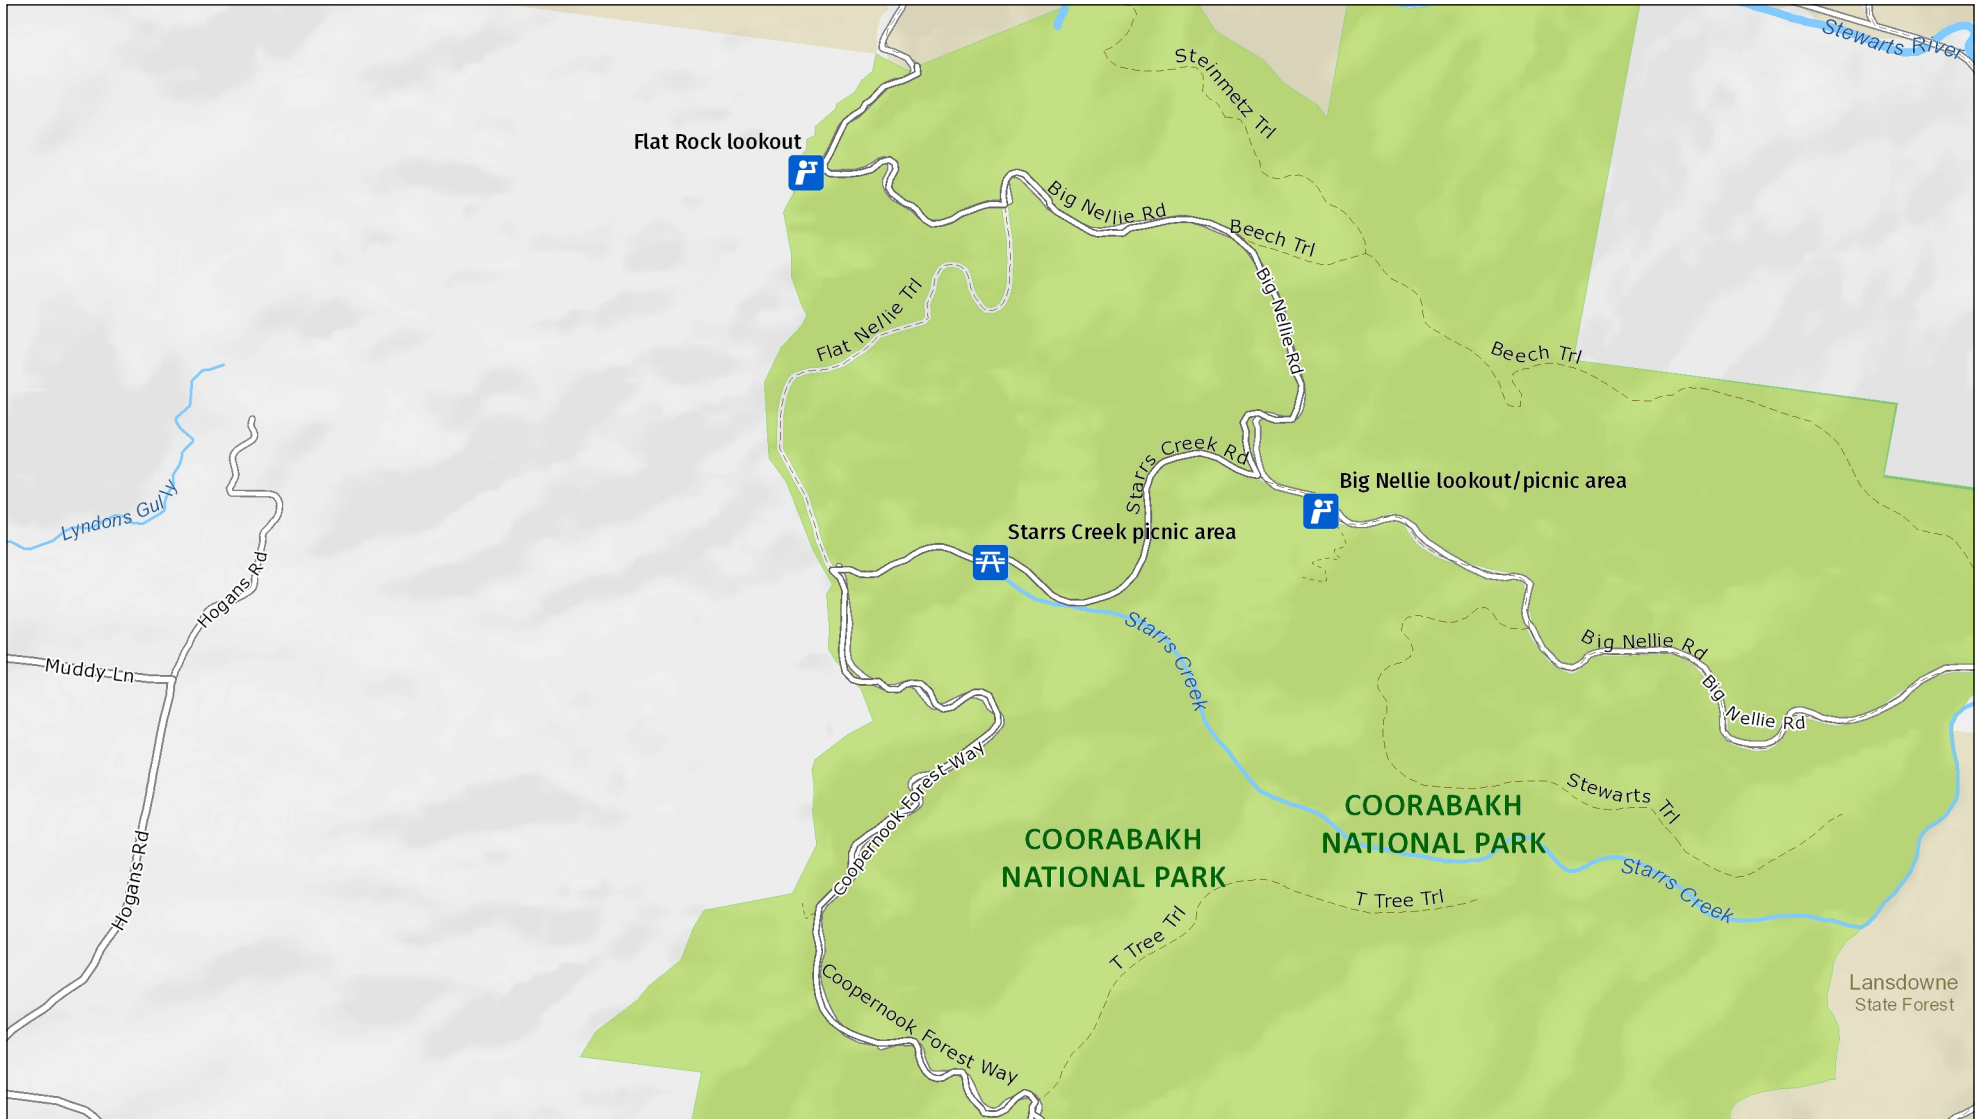 Stewarts River
Steinmetz Trl
Flat Rock lookout
Big Nellie Rd
Beech Trl
Big Nellie Rd
Flat Nellie Trl
Beech Trl
Starrs Creek Rd
Big Nellie lookout/picnic area
Lyndons Gully
Starrs Creek picnic area
Hogans Rd
Starrs Creek
Big Nellie Rd
Muddy Ln
Big Nellie Rd
Coopernook Forest Way
Stewarts Trl
COORABAKH
NATIONAL PARK
COORABAKH
NATIONAL PARK
Hogans Rd
Starrs Creek
T Tree Trl
T Tree Trl
Lansdowne
State Forest
Coopernook Forest Way